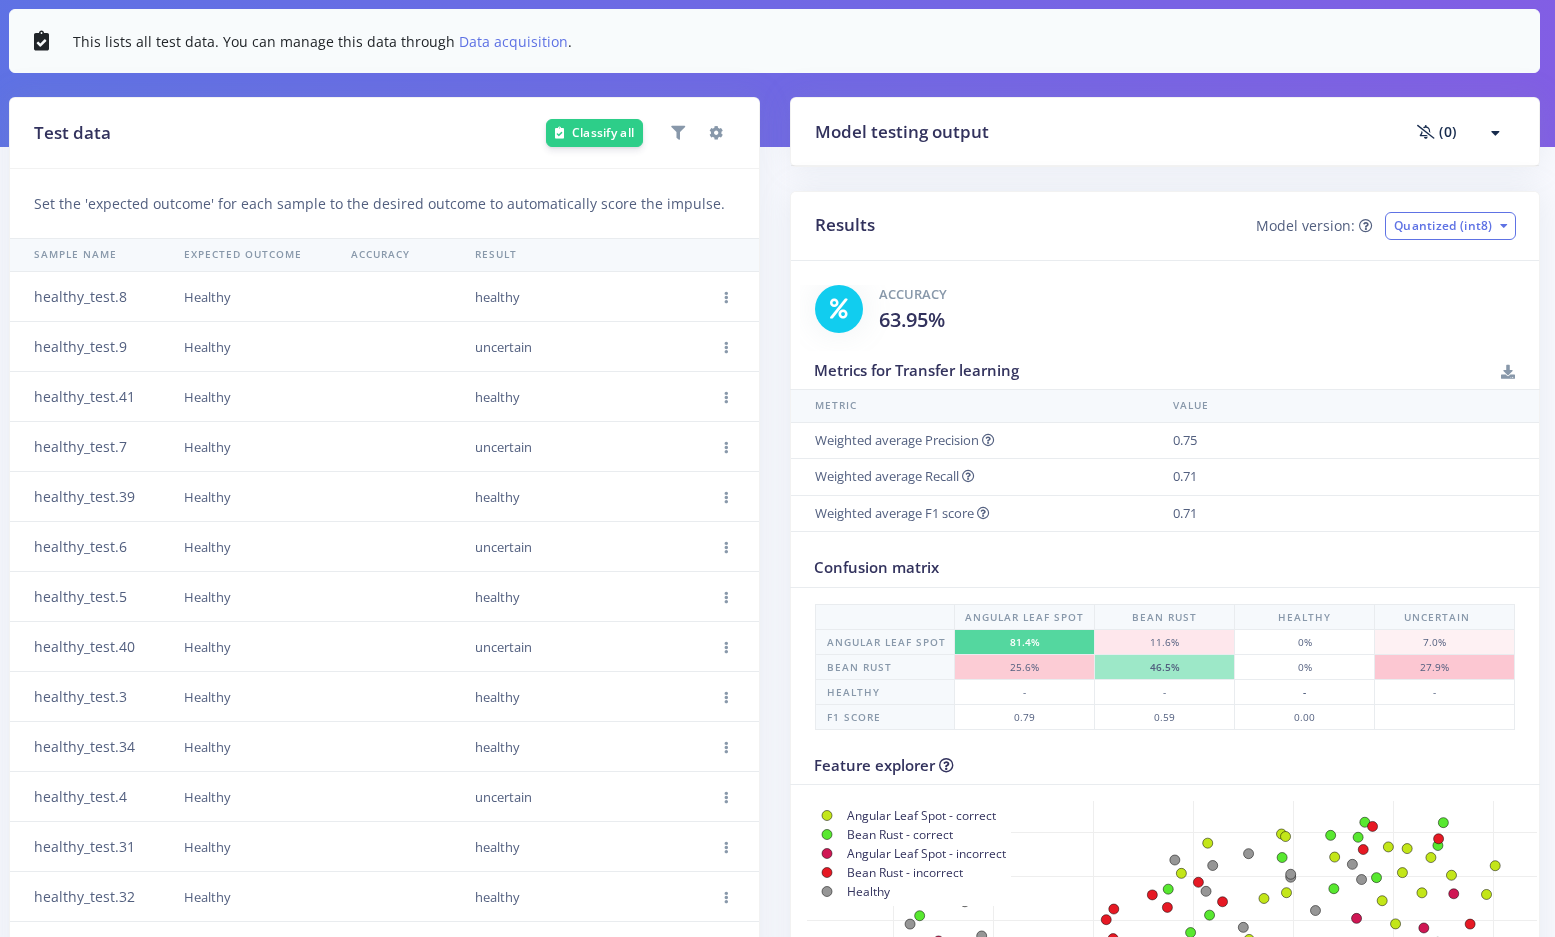 This lists all test data. You can manage this data through Data acquisition.
Test data
Classify all
Set the 'expected outcome' for each sample to the desired outcome to automatically score the impulse.
SAMPLE NAME EXPECTED OUTCOME ACCURACY RESULT
healthy_test.8 Healthy healthy
healthy_test.9 Healthy uncertain
healthy_test.41 Healthy healthy
healthy_test.7 Healthy uncertain
healthy_test.39 Healthy healthy
healthy_test.6 Healthy uncertain
healthy_test.5 Healthy healthy
healthy_test.40 Healthy uncertain
healthy_test.3 Healthy healthy
healthy_test.34 Healthy healthy
healthy_test.4 Healthy uncertain
healthy_test.31 Healthy healthy
healthy_test.32 Healthy healthy
Model testing output
(0)
Results
Model version: Quantized (int8)
%
ACCURACY
63.95%
Metrics for Transfer learning
METRIC VALUE
Weighted average Precision 0.75
Weighted average Recall 0.71
Weighted average F1 score 0.71
Confusion matrix
ANGULAR LEAF SPOT BEAN RUST HEALTHY UNCERTAIN
ANGULAR LEAF SPOT 81.4% 11.6% 0% 7.0%
BEAN RUST 25.6% 46.5% 0% 27.9%
HEALTHY - - - -
F1 SCORE 0.79 0.59 0.00
Feature explorer
Angular Leaf Spot - correct
Bean Rust - correct
Angular Leaf Spot - incorrect
Bean Rust - incorrect
Healthy